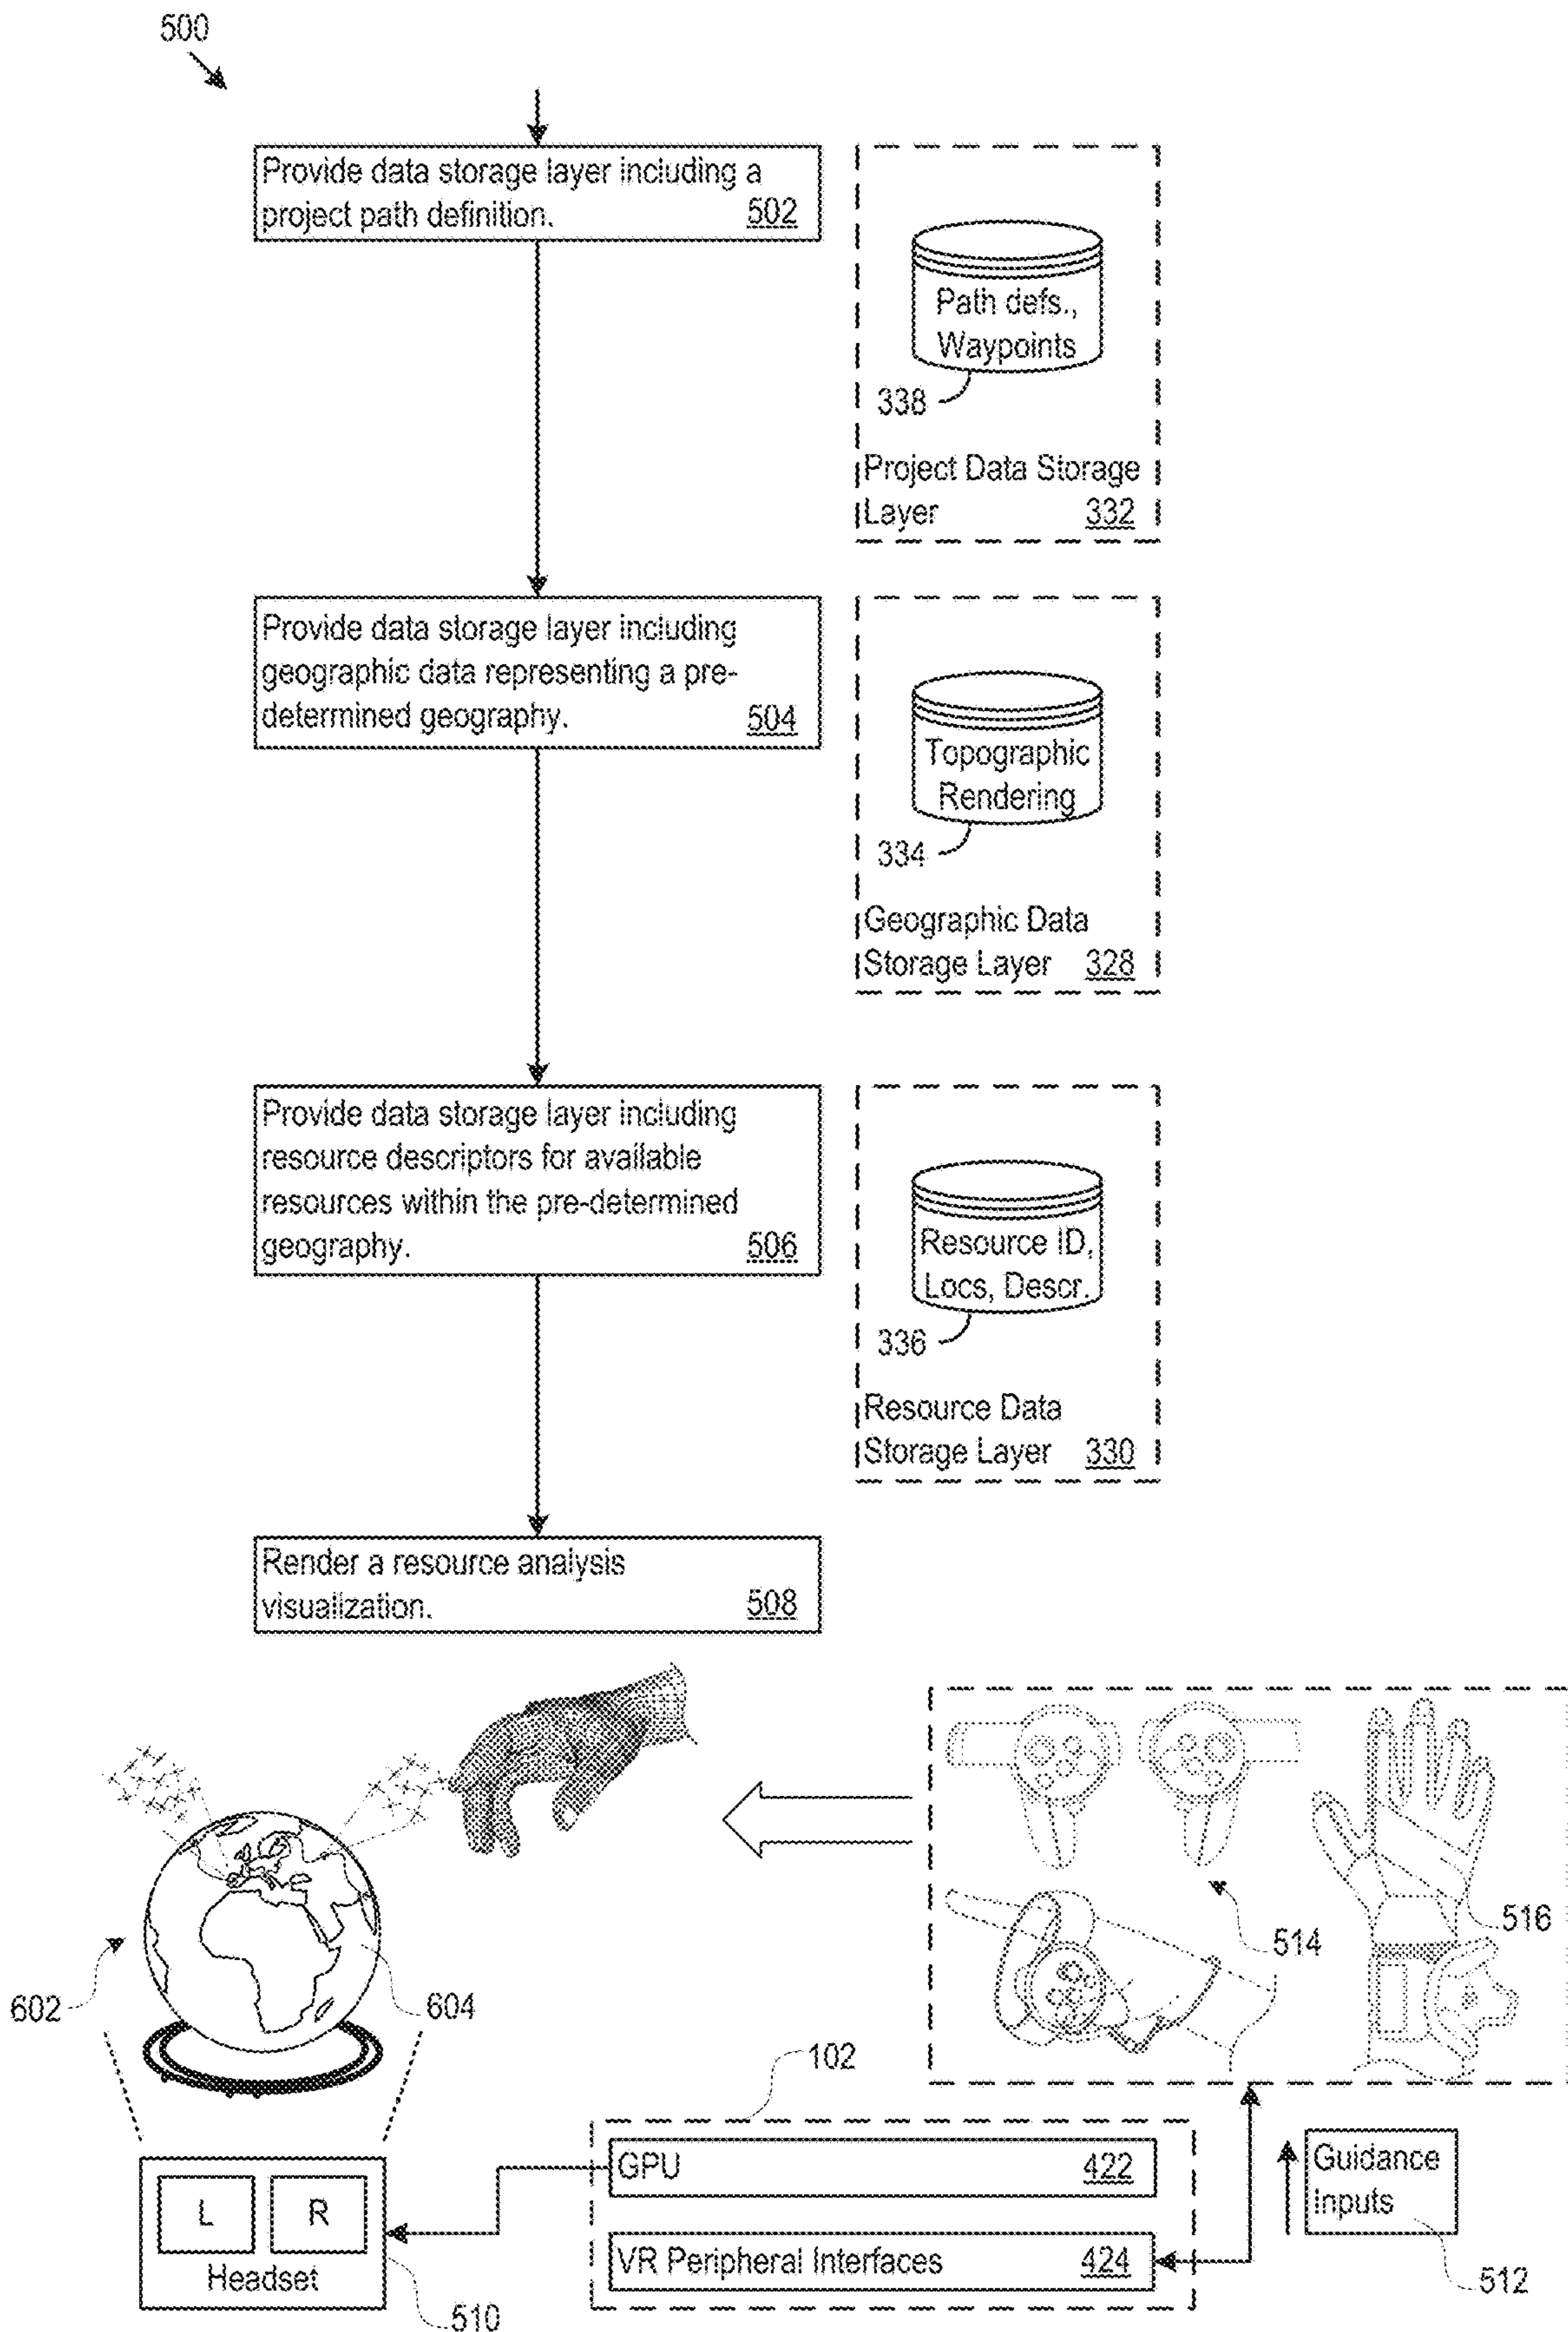 500
Provide data storage layer including a
project path definition. 502
Path defs.,
Waypoints
338
Project Data Storage
Layer 332
Provide data storage layer including
geographic data representing a pre-
determined geography. 504
Topographic
Rendering
334
Geographic Data
Storage Layer 328
Provide data storage layer including
resource descriptors for available
resources within the pre-determined
geography. 506
Resource ID,
Locs, Descr.
336
Resource Data
Storage Layer 330
Render a resource analysis
visualization. 508
516
514
602
604
102
GPU 422
Guidance
Inputs
L R
VR Peripheral Interfaces 424
Headset
512
510